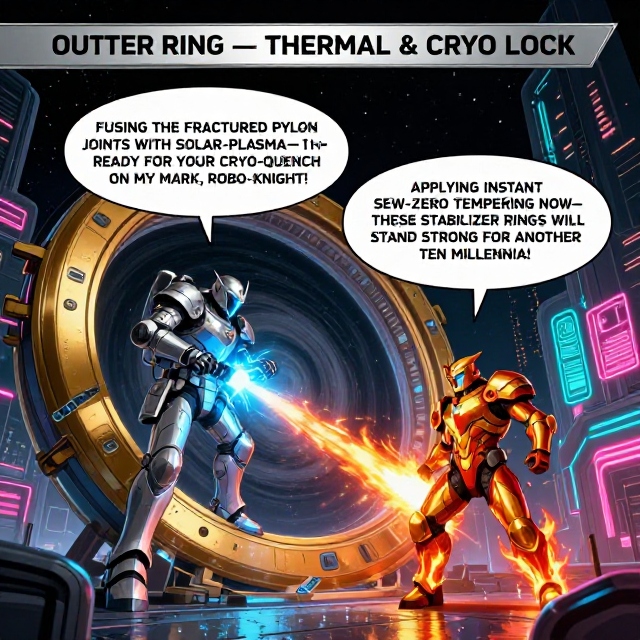 OUTTER RING — THERMAL & CRYO LOCK
FUSING THE FRACTURED PYLON
JOINTS WITH SOLAR-PLASMA—
READY FOR YOUR CRYO-QUENCH
ON MY MARK, ROBO-KNIGHT!
APPLYING INSTANT
SEW-ZERO TEMPERING NOW—
THESE STABILIZER RINGS WILL
STAND STRONG FOR ANOTHER
TEN MILLENNIA!